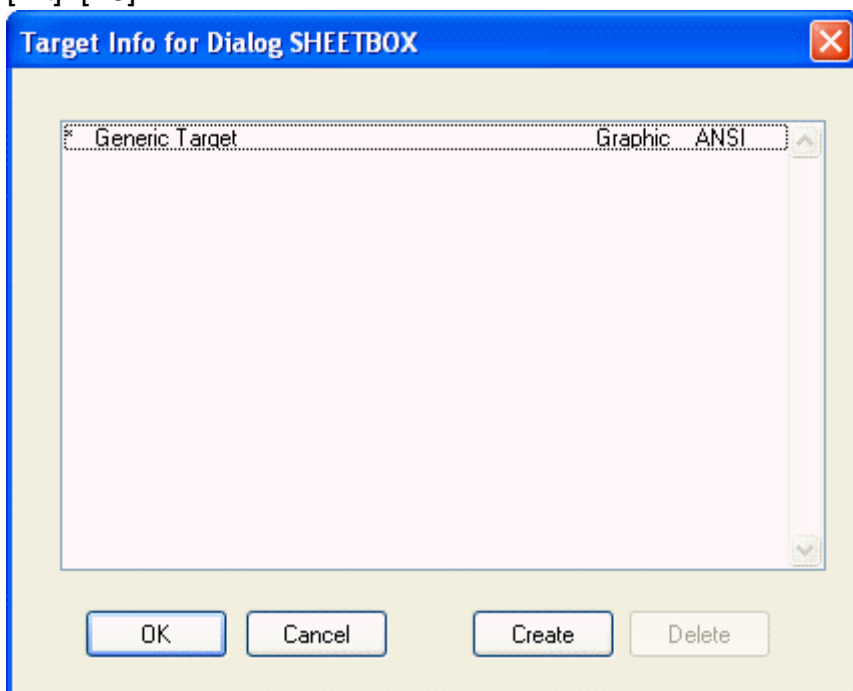 Target Info for Dialog SHEETBOX
* Generic Target Graphic ANSI
OK Cancel Create Delete